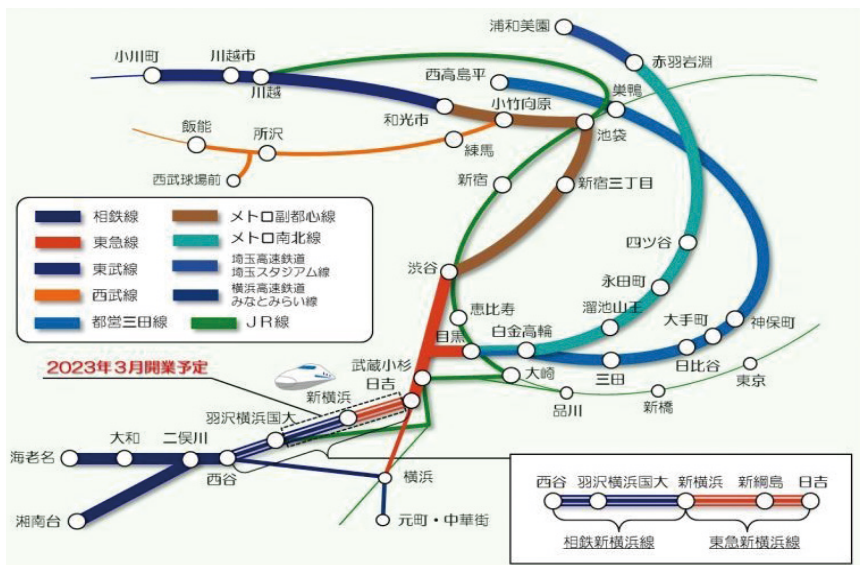 浦和美園
小川町
川越市
川越
西高島平
巣鴨
赤羽岩淵
和光市
小竹向原
池袋
飯能
所沢
練馬
西武球場前
新宿
新宿三丁目
相鉄線
メトロ副都心線
東急線
メトロ南北線
東武線
埼玉高速鉄道
埼玉スタジアム線
西武線
横浜高速鉄道
みなとみらい線
都営三田線
JR線
四ツ谷
渋谷
永田町
恵比寿
溜池山王
目黒
白金高輪
大手町
神保町
日比谷
三田
大崎
東京
品川
新橋
2023年3月開業予定
武蔵小杉
日吉
新横浜
羽沢横浜国大
海老名
大和
二俣川
西谷
湘南台
横浜
元町・中華街
西谷
羽沢横浜国大
新横浜
新綱島
日吉
相鉄新横浜線
東急新横浜線